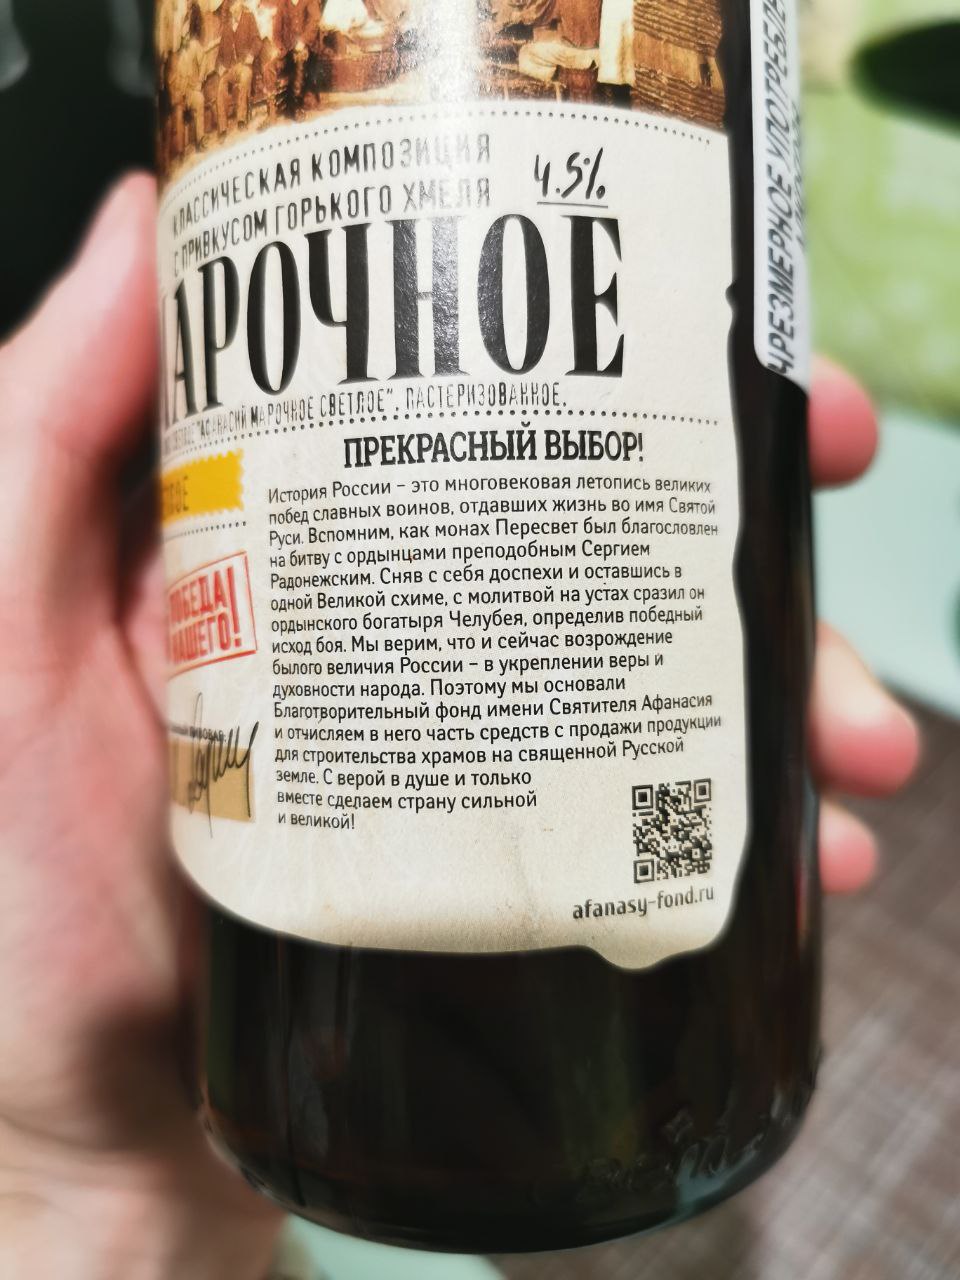 КЛАССИЧЕСКАЯ КОМПОЗИЦИЯ
С ПРИВКУСОМ ГОРЬКОГО ХМЕЛЯ
4.5%
МАРОЧНОЕ
"АФАНАСИЙ МАРОЧНОЕ СВЕТЛОЕ". ПАСТЕРИЗОВАННОЕ.
ПРЕКРАСНЫЙ ВЫБОР!
История России – это многовековая летопись великих
побед славных воинов, отдавших жизнь во имя Святой
Руси. Вспомним, как монах Пересвет был благословлен
на битву с ордынцами преподобным Сергием
Радонежским. Сняв с себя доспехи и оставшись в
одной Великой схиме, с молитвой на устах сразил он
ордынского богатыря Челубея, определив победный
исход боя. Мы верим, что и сейчас возрождение
былого величия России – в укреплении веры и
духовности народа. Поэтому мы основали
Благотворительный фонд имени Святителя Афанасия
и отчисляем в него часть средств с продажи продукции
для строительства храмов на священной Русской
земле. С верой в душе и только
вместе сделаем страну сильной
и великой!
afanasy-fond.ru
ПОБЕДА
НАШЕГО!
ЧРЕЗМЕРНОЕ